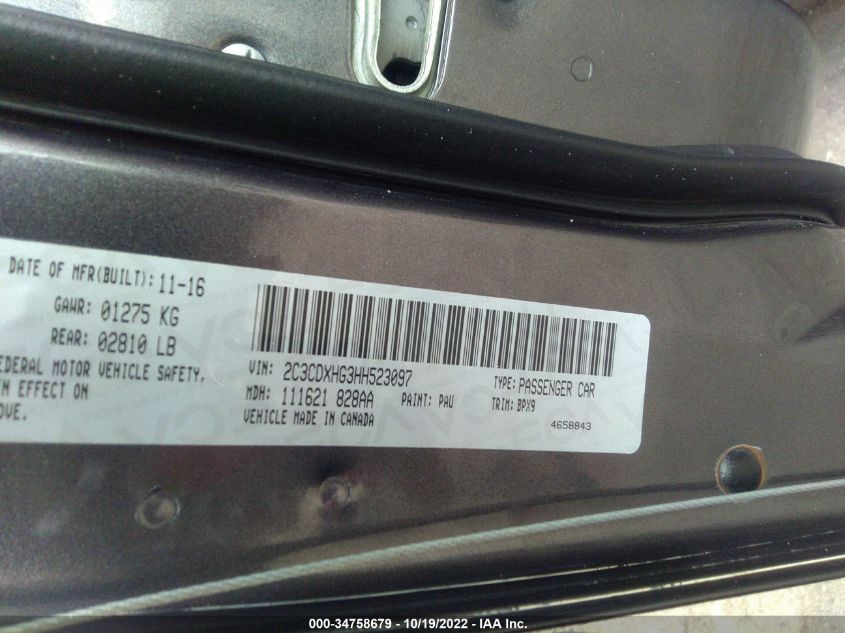 DATE OF MFR(BUILT): 11-16
GAWR: 01275 KG
REAR: 02810 LB
MOTOR VEHICLE SAFETY,
IN EFFECT ON
VIN: 2C3CDXHG3HH523097
TYPE: PASSENGER CAR
MDH: 111621 828AA
PAINT: PAU
TRIM: BPX9
VEHICLE MADE IN CANADA
4658843
000-34758679 - 10/19/2022 - IAA Inc.